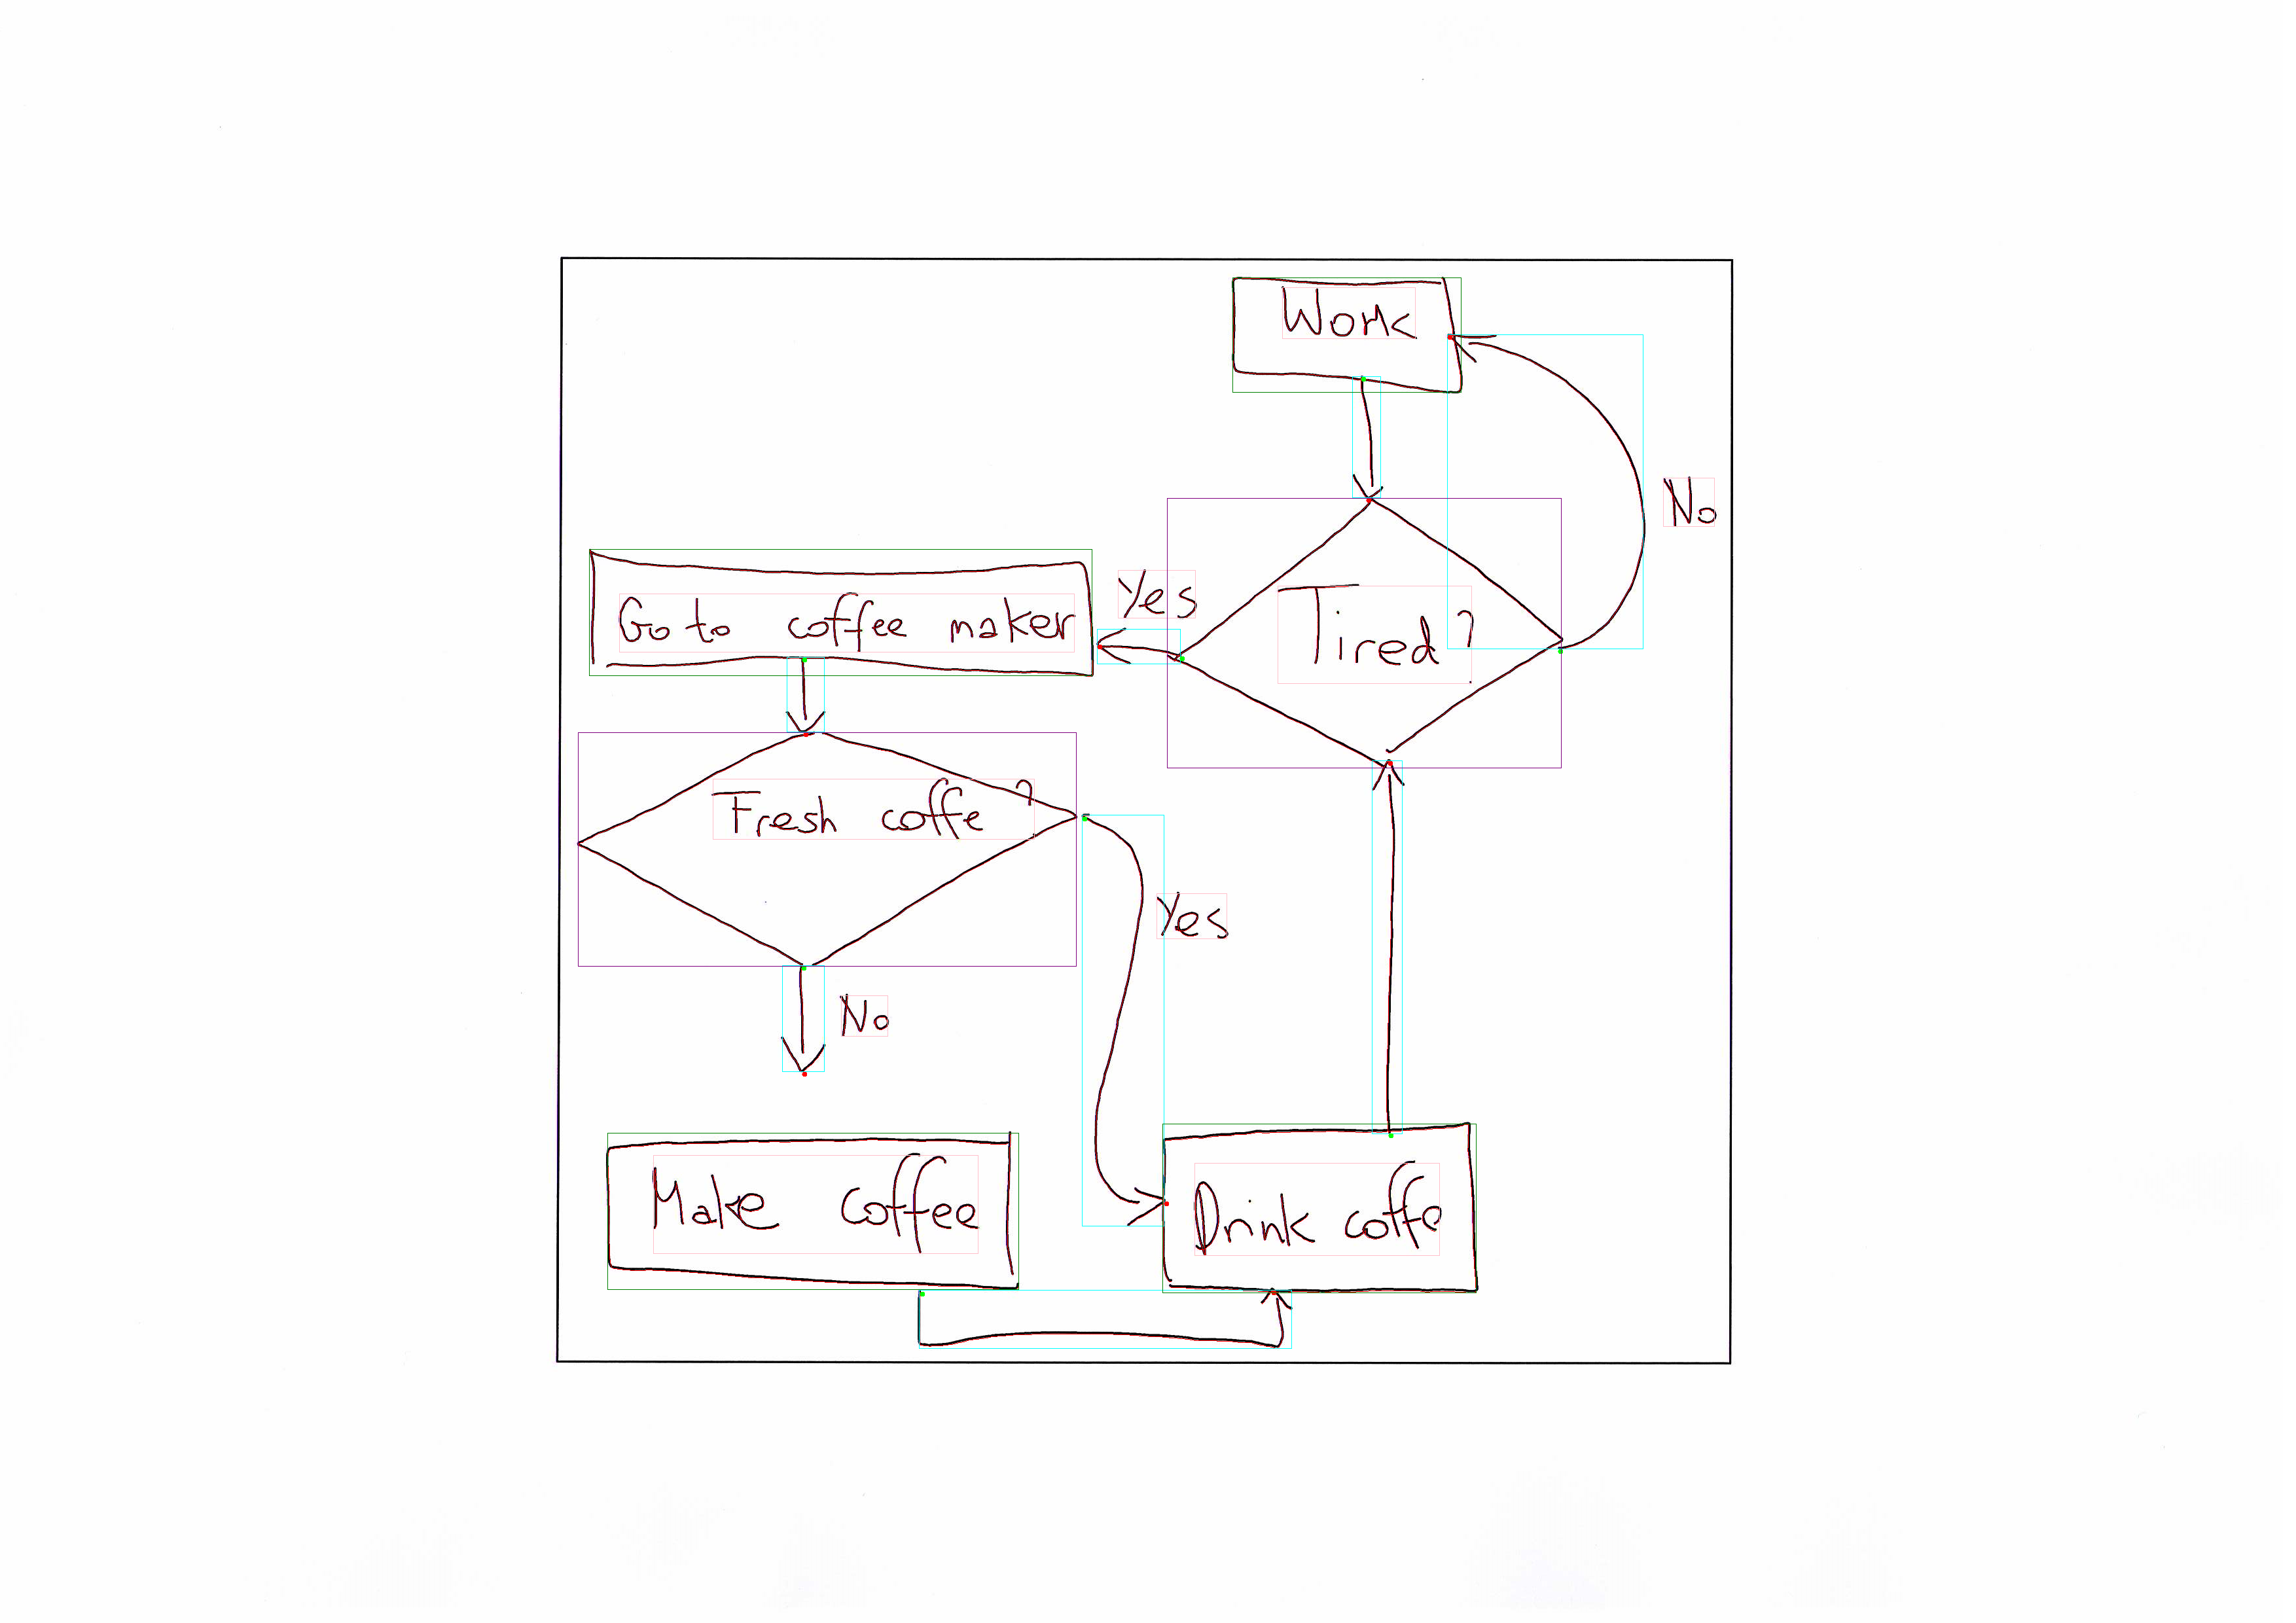 Work
No
Yes
Go to coffee maker
Tired?
Fresh coffe?
Yes
No
Make coffee
Drink coffe